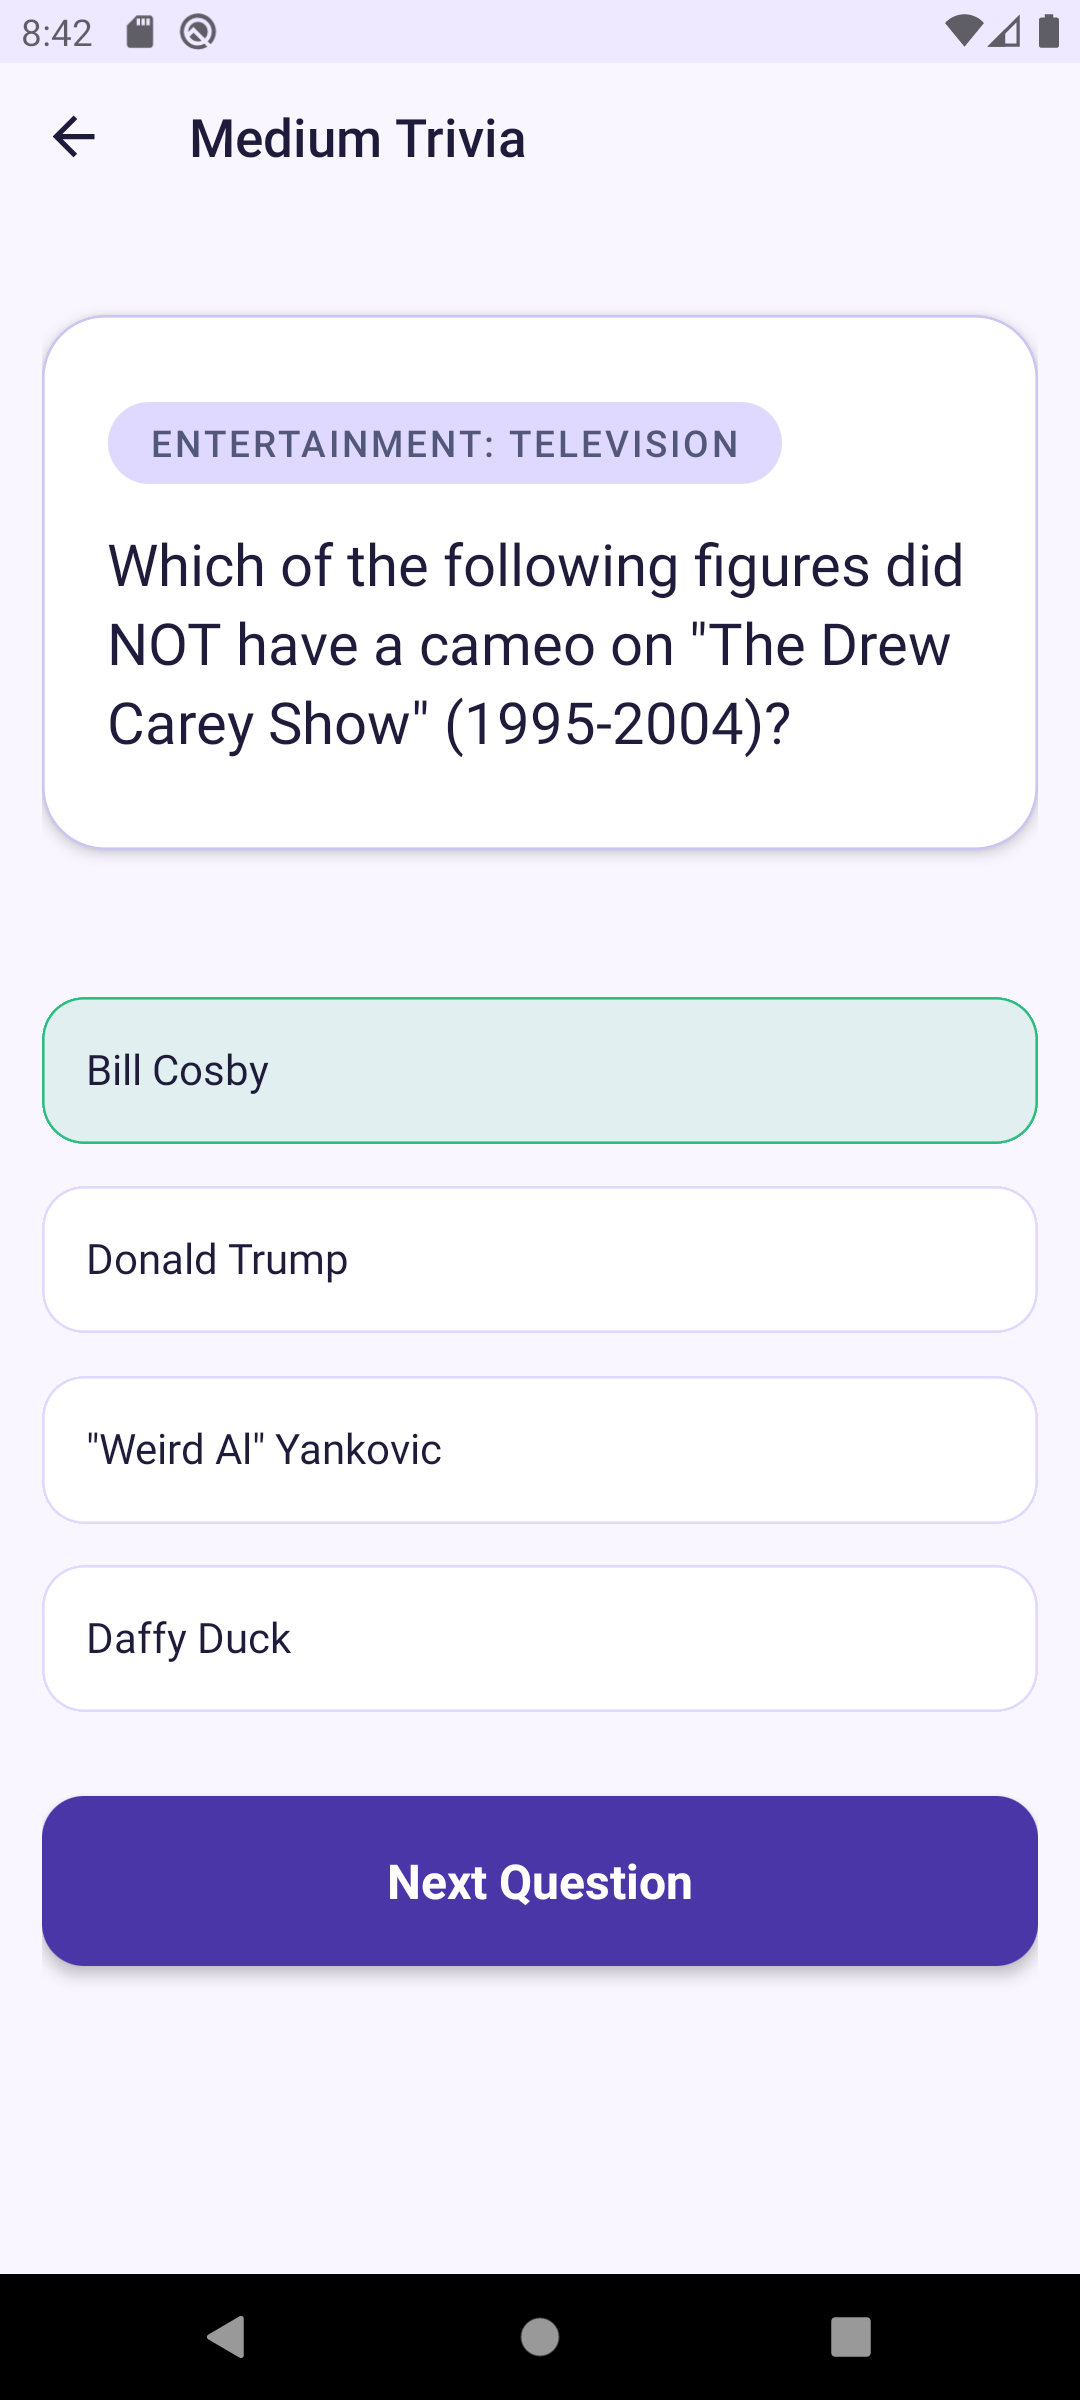 8:42
Medium Trivia
ENTERTAINMENT: TELEVISION
Which of the following figures did
NOT have a cameo on "The Drew
Carey Show" (1995-2004)?
Bill Cosby
Donald Trump
"Weird Al" Yankovic
Daffy Duck
Next Question